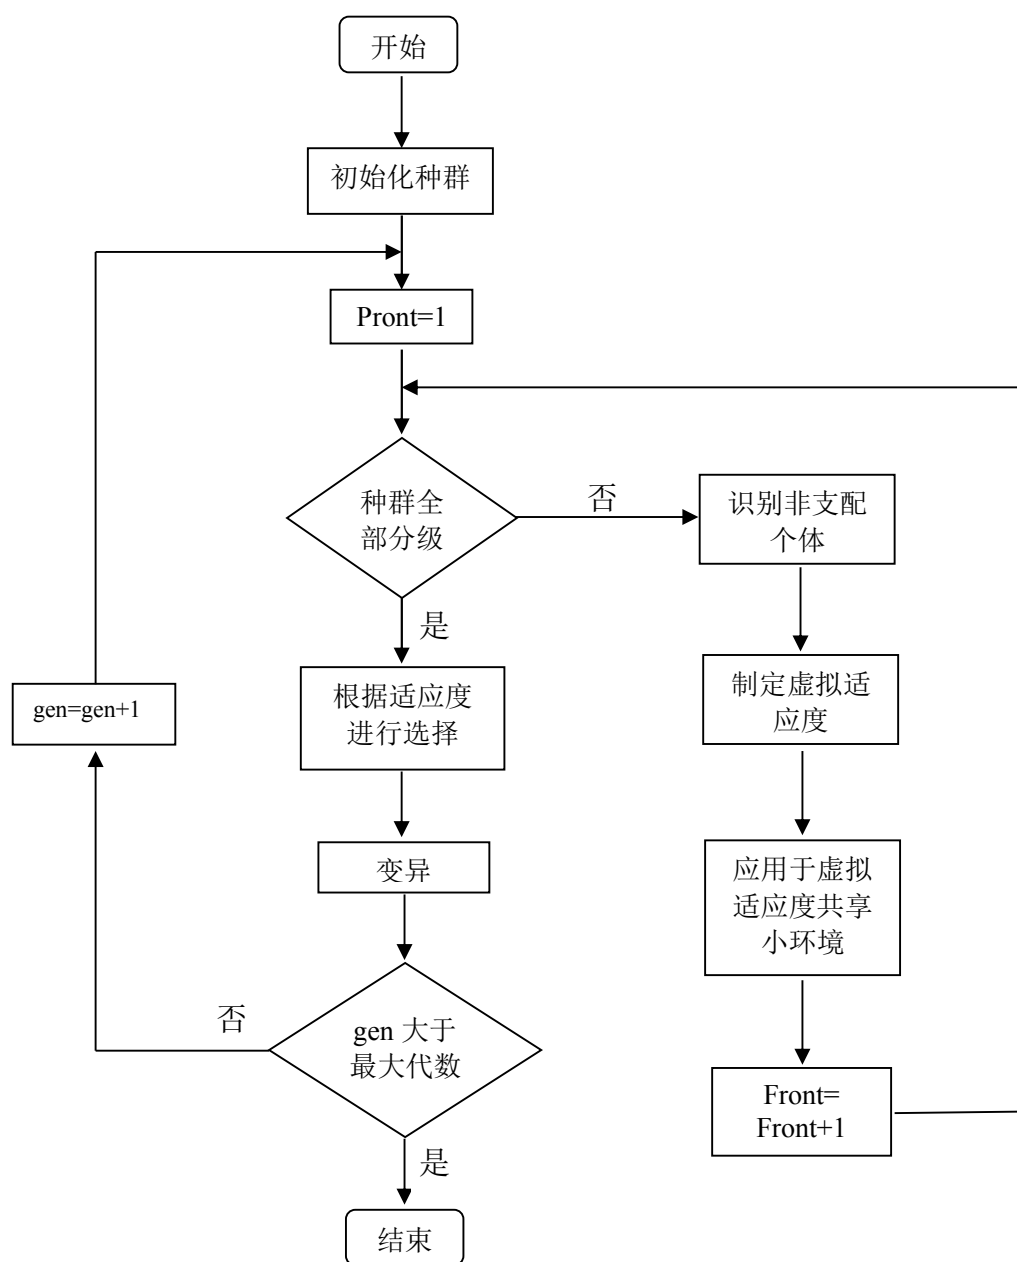 开始
初始化种群
Pront=1
种群全
部分级
否
识别非支配
个体
是
制定虚拟适
应度
根据适应度
进行选择
gen=gen+1
变异
应用于虚拟
适应度共享
小环境
否
gen 大于
最大代数
Front=
Front+1
是
结束